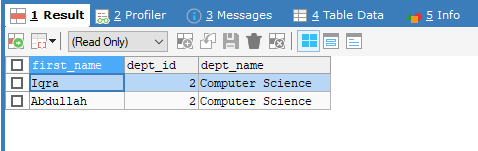 1 Result 2 Profiler 3 Messages 4 Table Data 5 Info
(Read Only)
first_name dept_id dept_name
Iqra 2 Computer Science
Abdullah 2 Computer Science